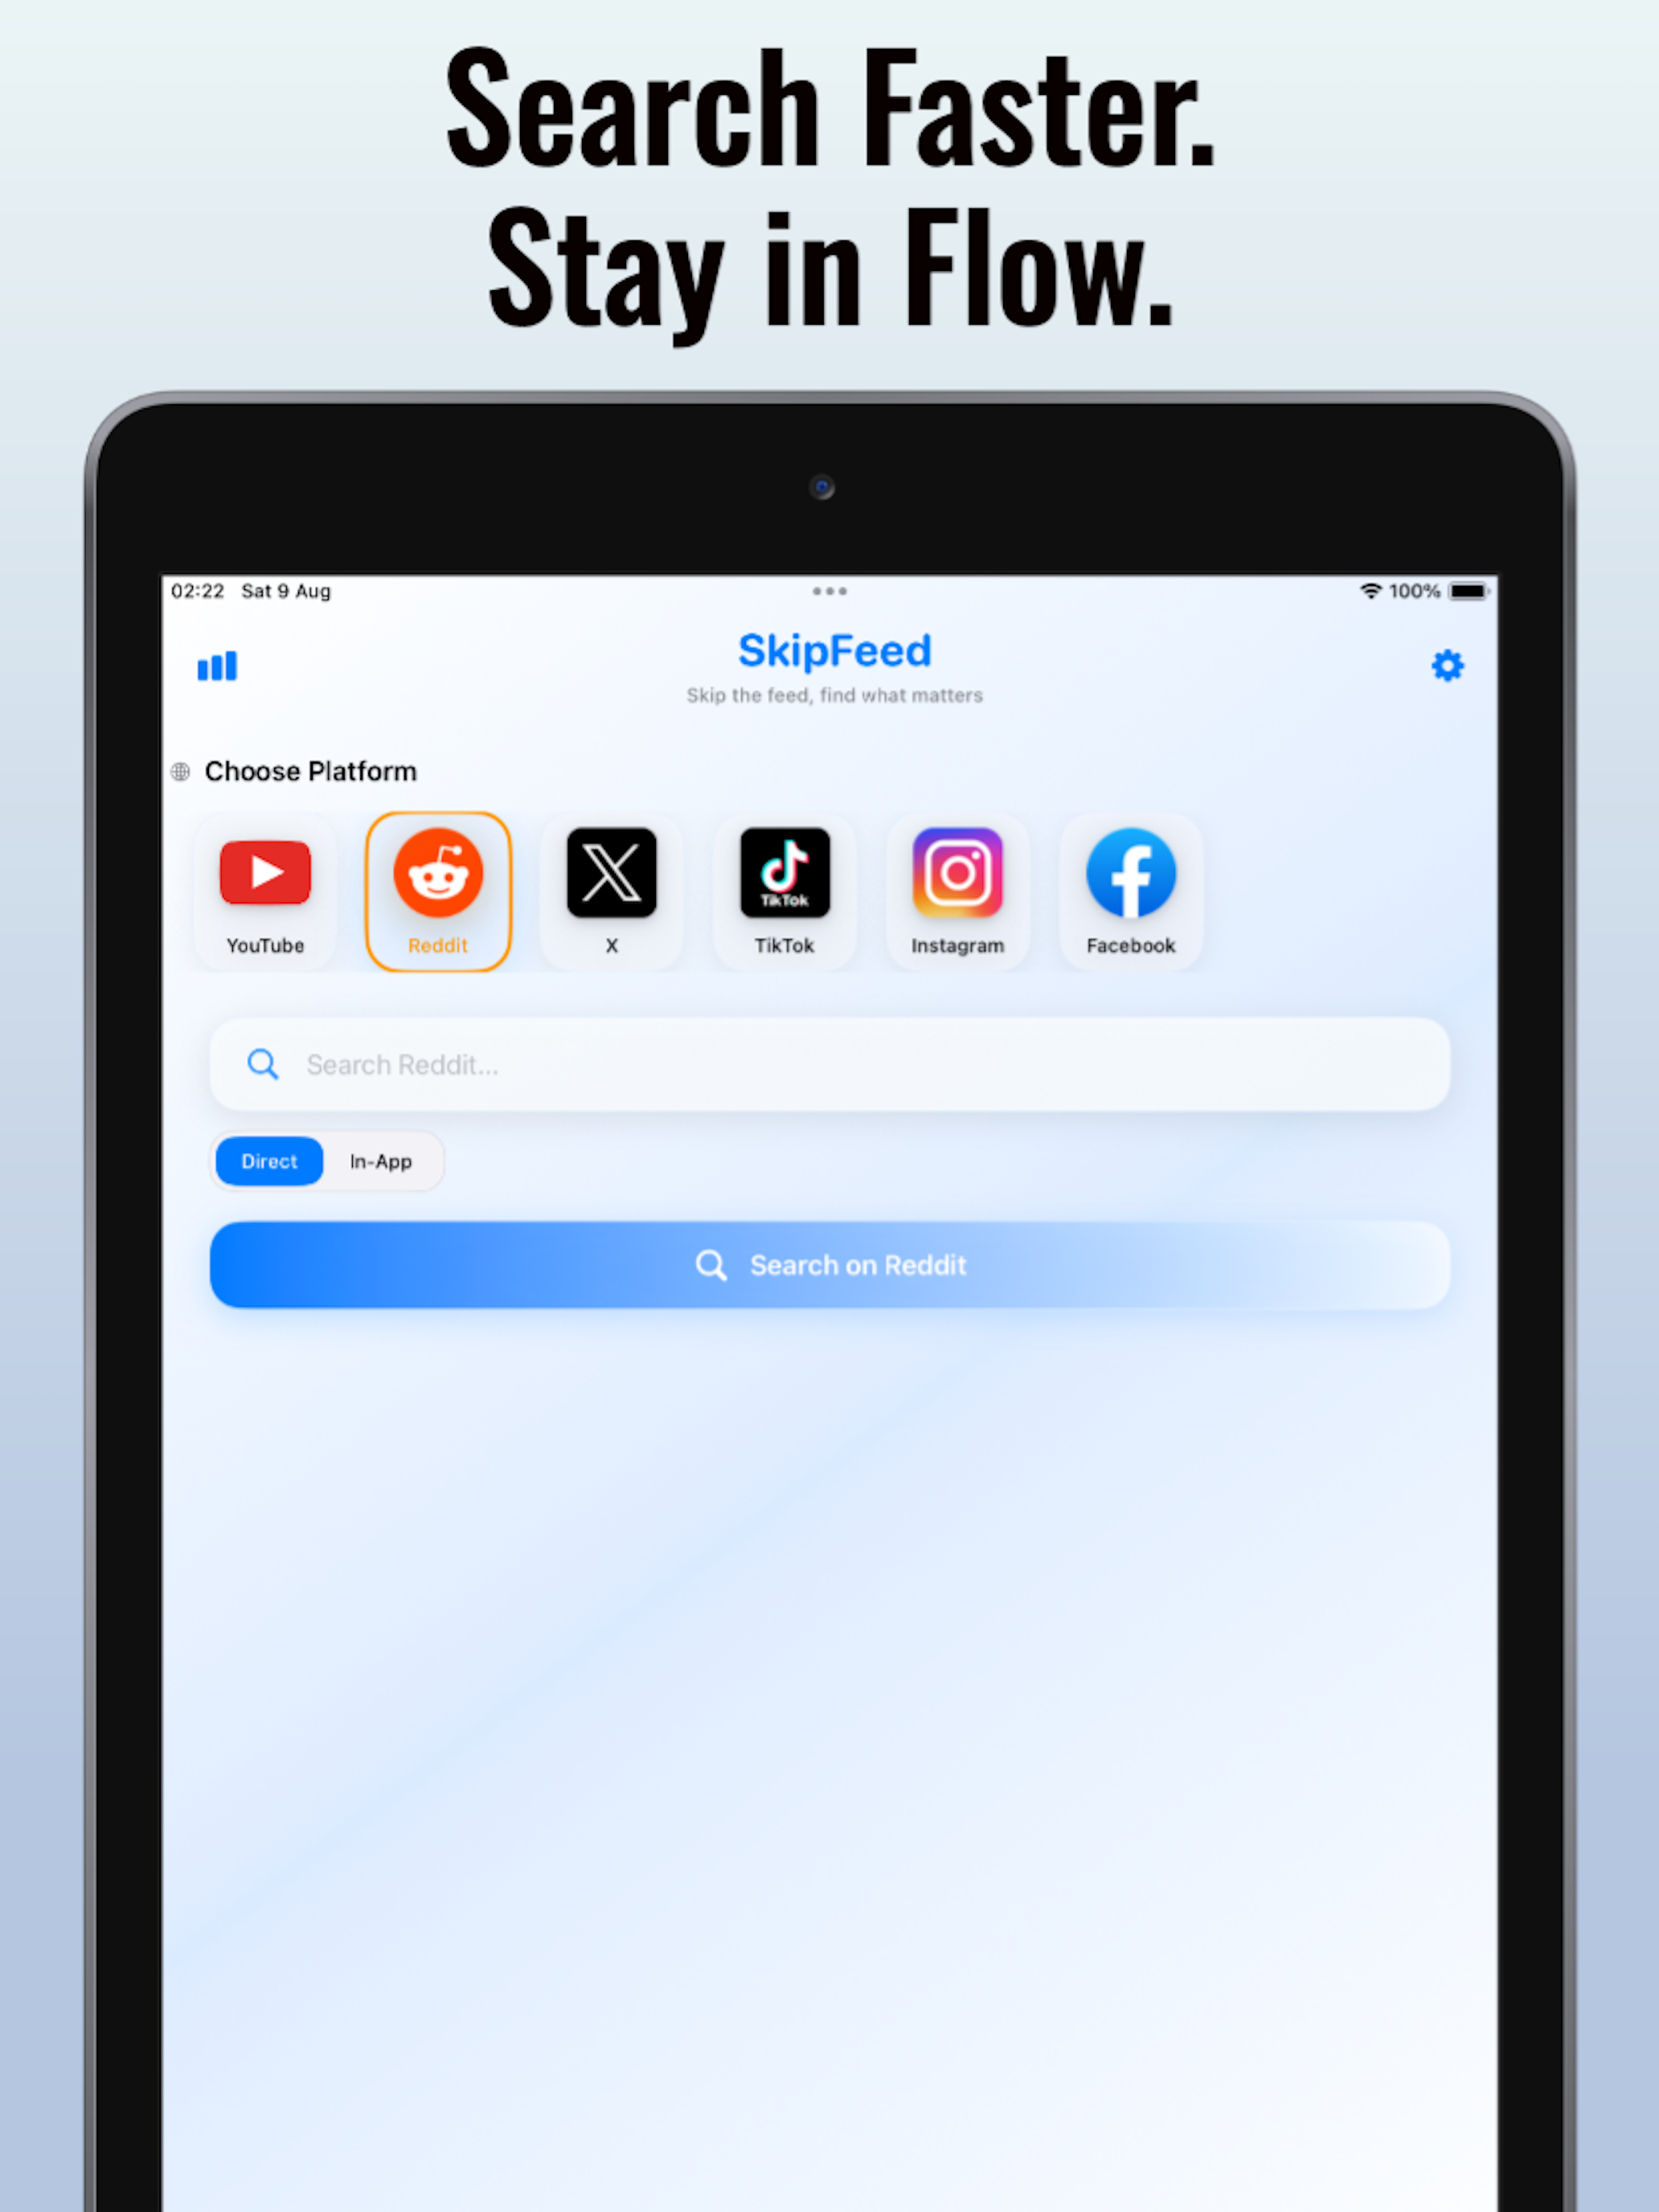 Search Faster.
Stay in Flow.
02:22 Sat 9 Aug
100%
SkipFeed
Skip the feed, find what matters
Choose Platform
TikTok
YouTube Reddit X TikTok Instagram Facebook
Search Reddit...
Direct In-App
Search on Reddit